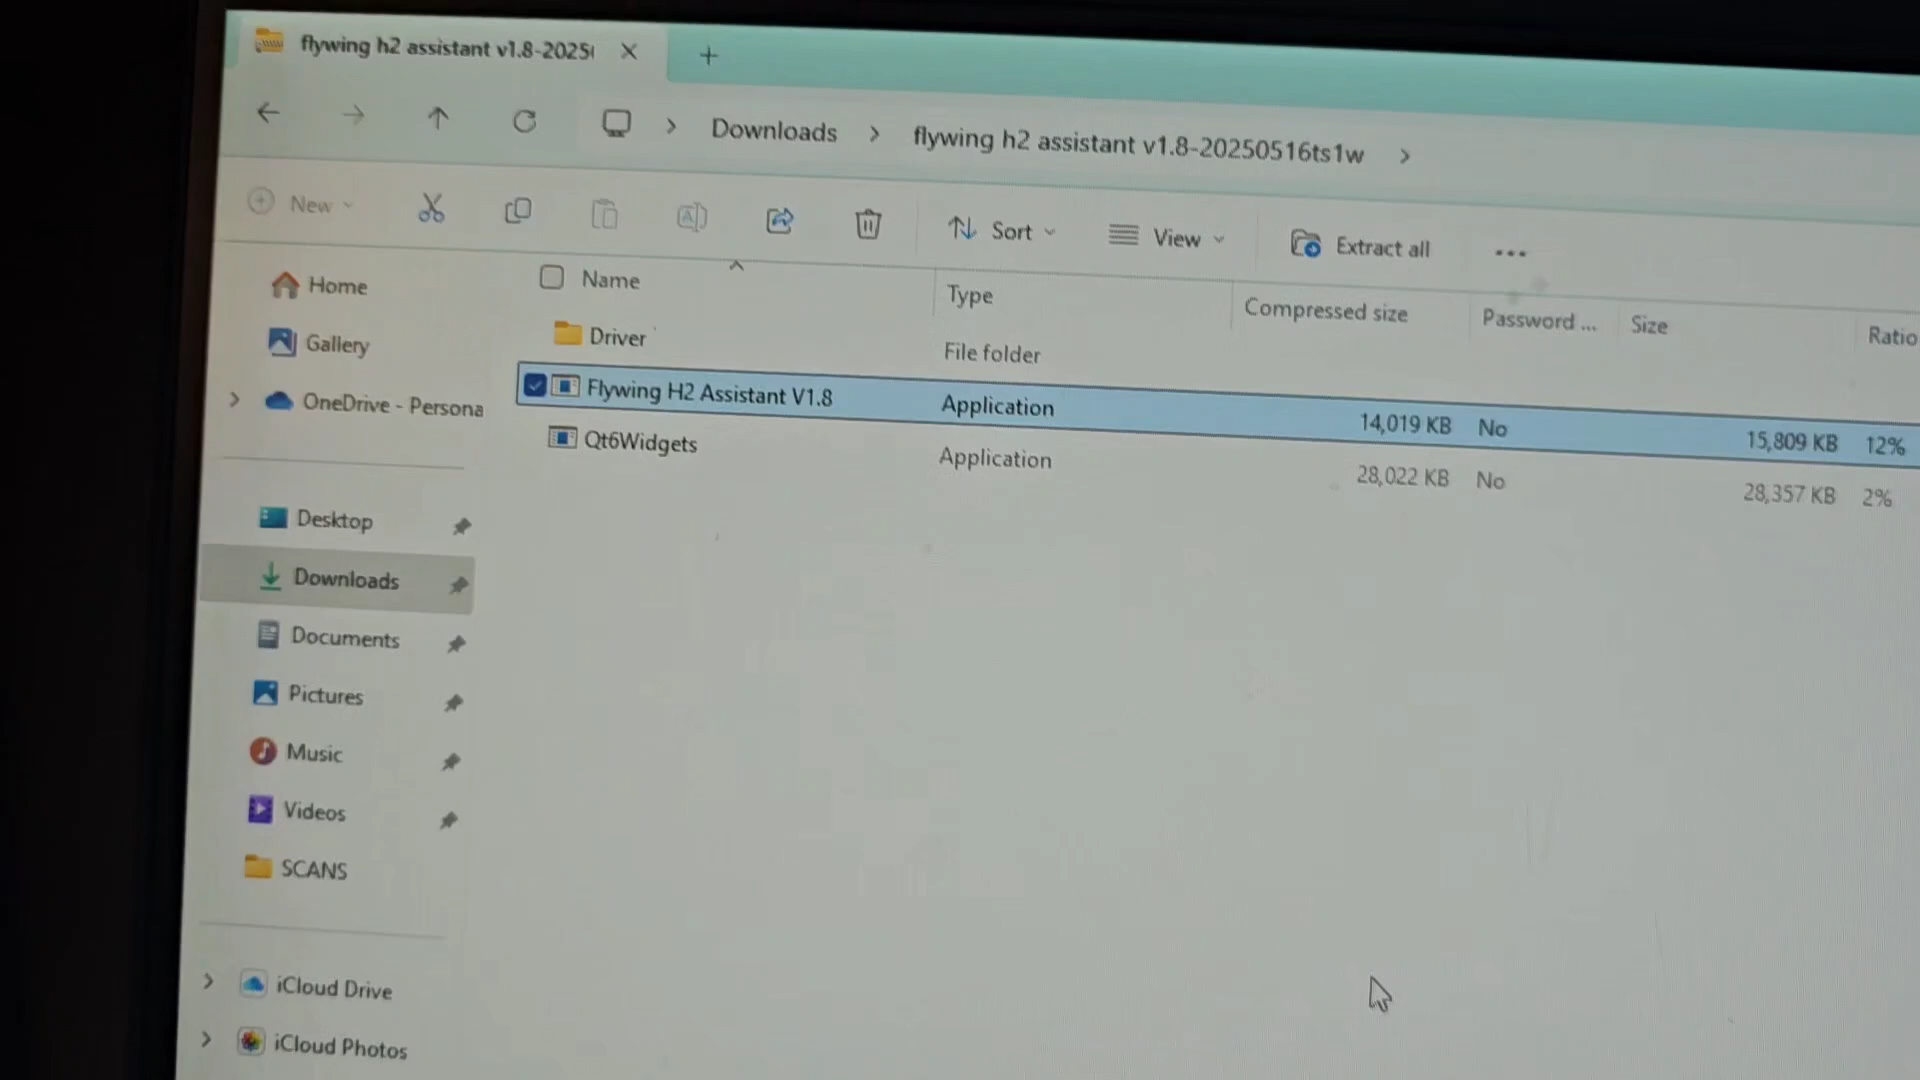 flywing h2 assistant v1.8-2025
Downloads > flywing h2 assistant v1.8-20250516ts1w >
New Sort View Extract all ...
Name Type Compressed size Password ... Size Ratio
Driver File folder
Flywing H2 Assistant V1.8 Application 14,019 KB No 15,809 KB 12%
Qt6Widgets Application 28,022 KB No 28,357 KB 2%
Home
Gallery
OneDrive - Persona
Desktop
Downloads
Documents
Pictures
Music
Videos
SCANS
iCloud Drive
iCloud Photos